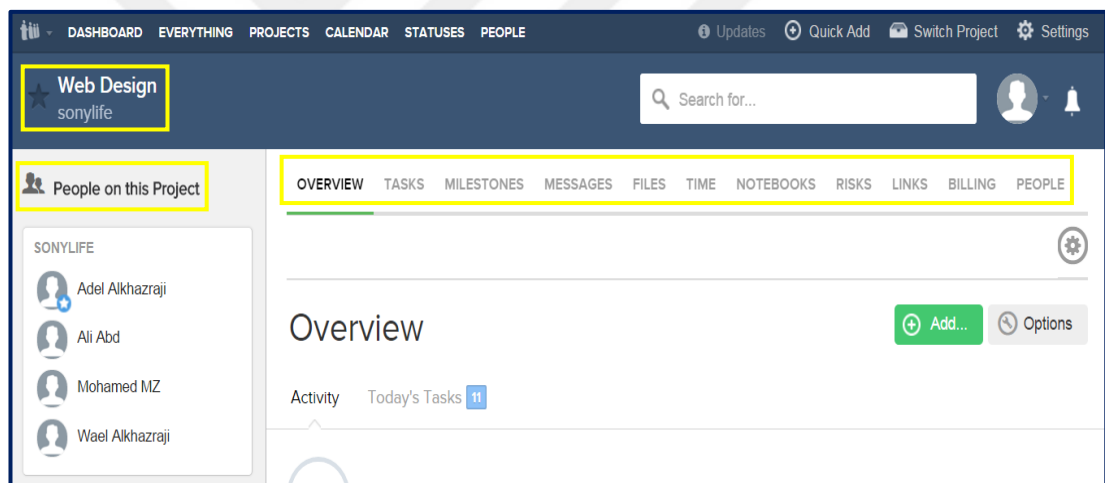 DASHBOARD EVERYTHING PROJECTS CALENDAR STATUSES PEOPLE Updates Quick Add Switch Project Settings
Web Design
sonylife
Search for...
People on this Project
OVERVIEW TASKS MILESTONES MESSAGES FILES TIME NOTEBOOKS RISKS LINKS BILLING PEOPLE
SONYLIFE
Adel Alkhazraji
Ali Abd
Mohamed MZ
Wael Alkhazraji
Overview
Add...
Options
Activity Today's Tasks 11